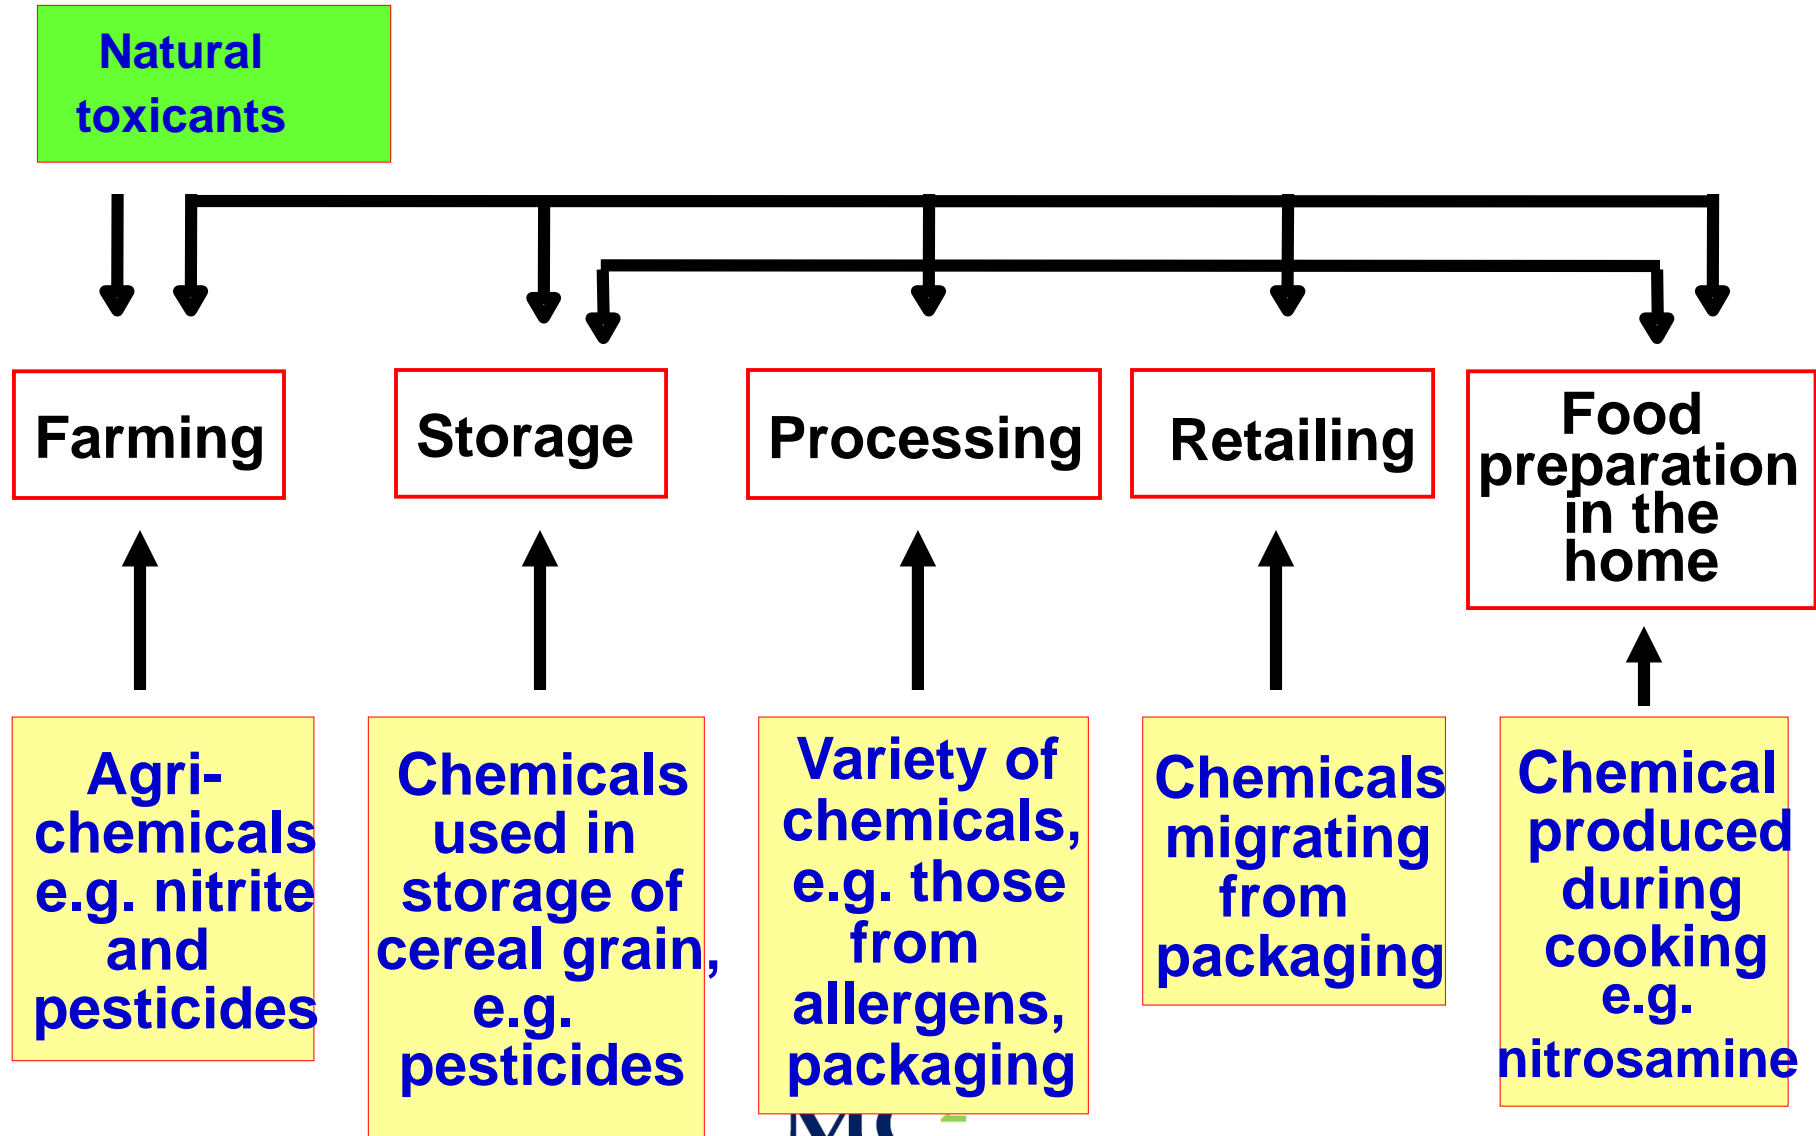 Natural
toxicants
Farming
Storage
Processing
Retailing
Food
preparation
in the
home
Agri-
chemicals
e.g. nitrite
and
pesticides
Chemicals
used in
storage of
cereal grain,
e.g.
pesticides
Variety of
chemicals,
e.g. those
from
allergens,
packaging
Chemicals
migrating
from
packaging
Chemical
produced
during
cooking
e.g.
nitrosamine